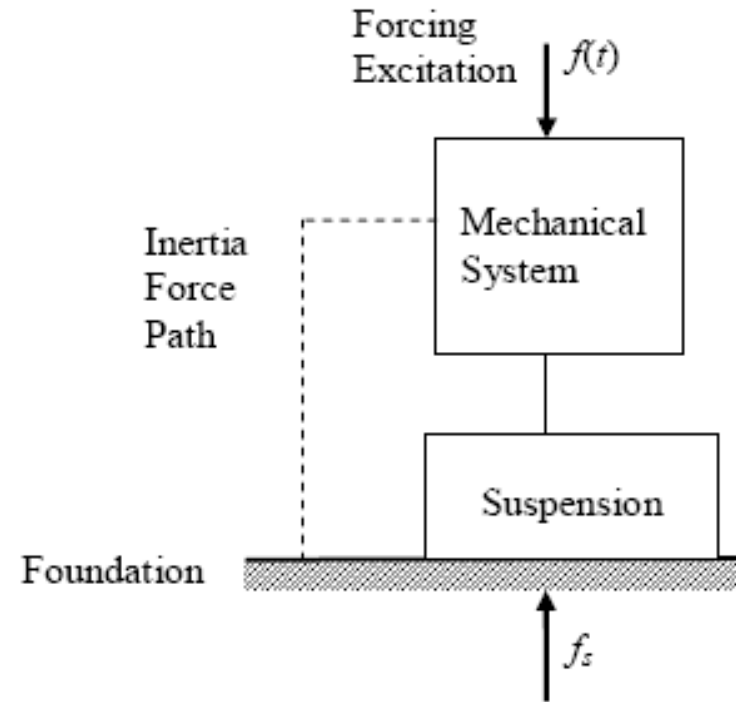 Forcing
Excitation
f(t)
Mechanical
System
Inertia
Force
Path
Suspension
Foundation
fs